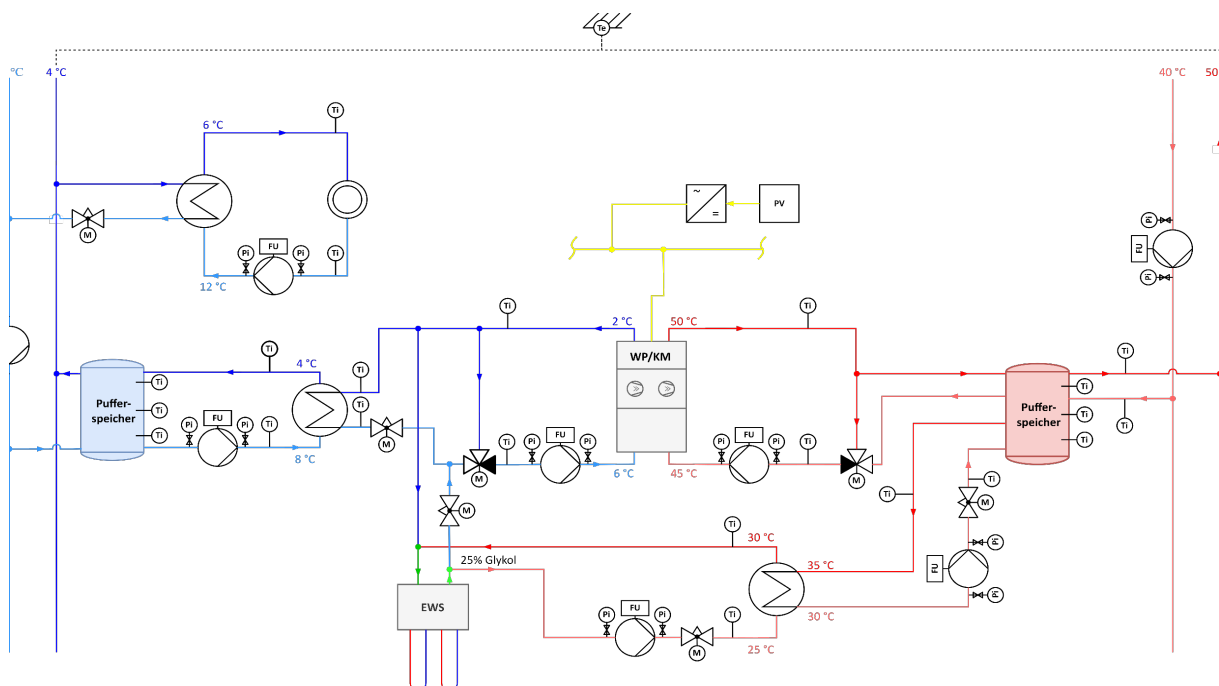 Te
°C
4 °C
40 °C
50
6 °C
Ti
~
=
PV
M
Pi
FU
Pi
Ti
12 °C
Pi
FU
Pi
Ti
2 °C
50 °C
Ti
WP/KM
Ti
4 °C
Ti
Ti
Ti
Ti
Puffer-
speicher
Ti
Ti
Pi
FU
Pi
Ti
8 °C
M
Ti
Pi
FU
Pi
6 °C
M
45 °C
Pi
FU
Pi
Ti
M
Ti
Puffer-
speicher
Ti
Ti
Ti
Ti
Ti
M
M
Ti
30 °C
Pi
FU
25% Glykol
35 °C
Pi
EWS
30 °C
Pi
FU
Pi
Ti
M
25 °C